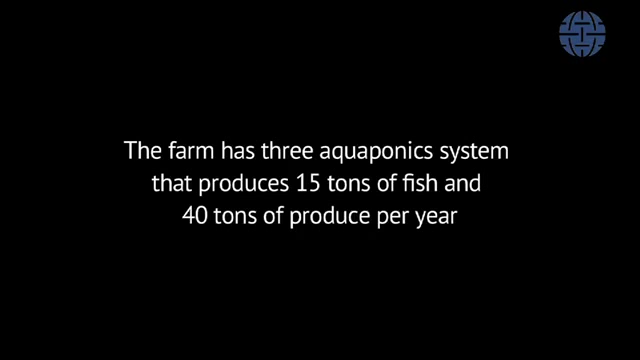 The farm has three aquaponics system
that produces 15 tons of fish and
40 tons of produce per year